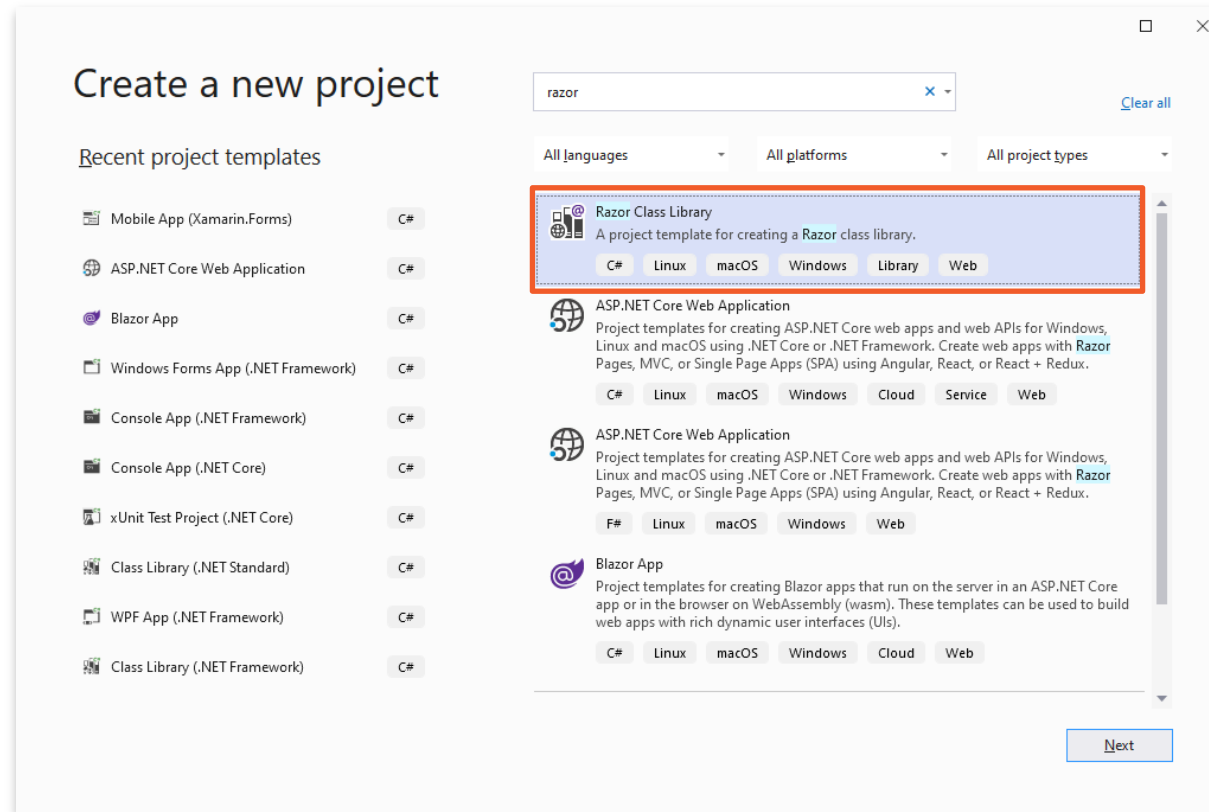 Create a new project
razor
Clear all
Recent project templates
All languages
All platforms
All project types
Mobile App (Xamarin.Forms) C#
ASP.NET Core Web Application C#
Blazor App C#
Windows Forms App (.NET Framework) C#
Console App (.NET Framework) C#
Console App (.NET Core) C#
xUnit Test Project (.NET Core) C#
Class Library (.NET Standard) C#
WPF App (.NET Framework) C#
Class Library (.NET Framework) C#
Razor Class Library
A project template for creating a Razor class library.
C# Linux macOS Windows Library Web
ASP.NET Core Web Application
Project templates for creating ASP.NET Core web apps and web APIs for Windows,
Linux and macOS using .NET Core or .NET Framework. Create web apps with Razor
Pages, MVC, or Single Page Apps (SPA) using Angular, React, or React + Redux.
C# Linux macOS Windows Cloud Service Web
ASP.NET Core Web Application
Project templates for creating ASP.NET Core web apps and web APIs for Windows,
Linux and macOS using .NET Core or .NET Framework. Create web apps with Razor
Pages, MVC, or Single Page Apps (SPA) using Angular, React, or React + Redux.
F# Linux macOS Windows Web
Blazor App
Project templates for creating Blazor apps that run on the server in an ASP.NET Core
app or in the browser on WebAssembly (wasm). These templates can be used to build
web apps with rich dynamic user interfaces (UIs).
C# Linux macOS Windows Cloud Web
Next